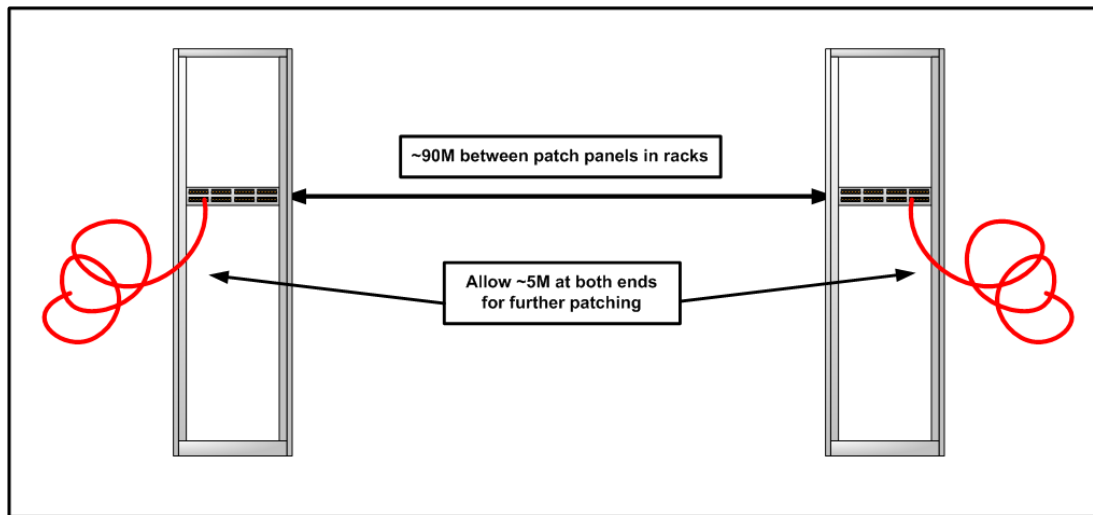 ~90M between patch panels in racks
Allow ~5M at both ends
for further patching